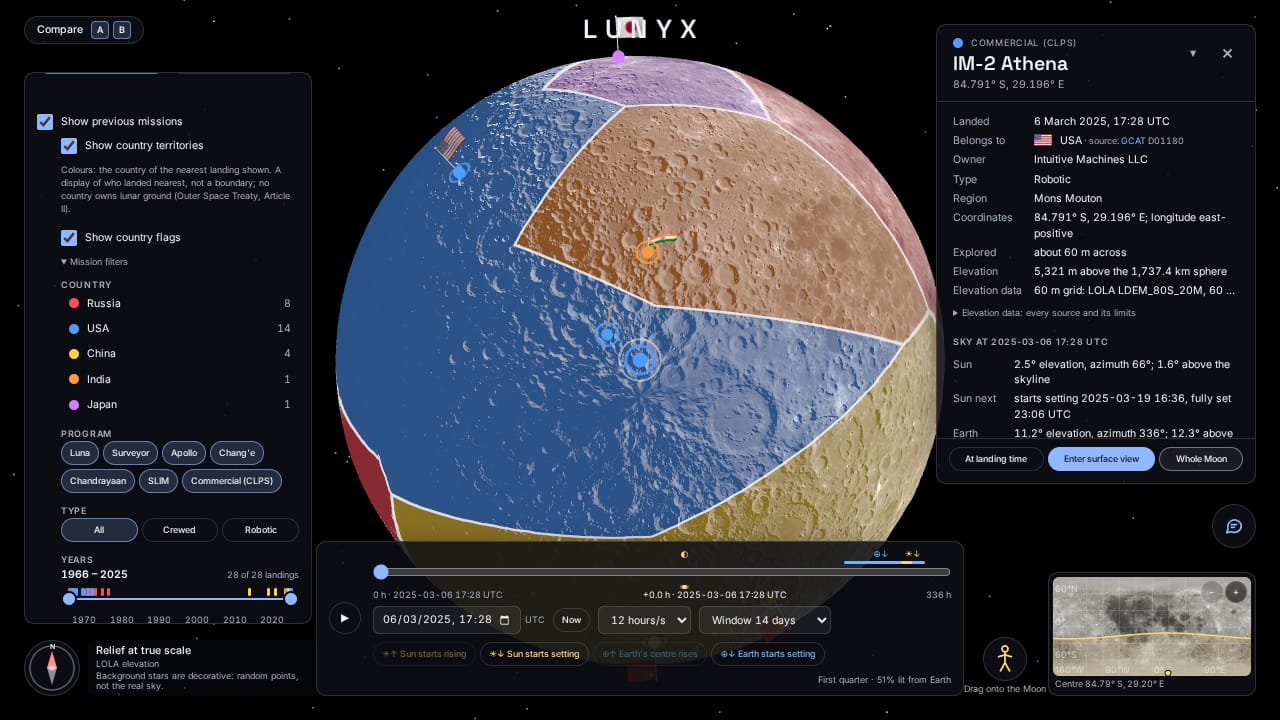 Compare A B
LUNYX
Show previous missions
Show country territories
Colours: the country of the nearest landing shown. A
display of who landed nearest, not a boundary; no
country owns lunar ground (Outer Space Treaty, Article
II).
Show country flags
▾ Mission filters
COUNTRY
Russia 8
USA 14
China 4
India 1
Japan 1
PROGRAM
Luna Surveyor Apollo Chang'e
Chandrayaan SLIM Commercial (CLPS)
TYPE
All Crewed Robotic
YEARS
1966 – 2025 28 of 28 landings
1970 1980 1990 2000 2010 2020
N
Relief at true scale
LOLA elevation
Background stars are decorative: random points,
not the real sky.
COMMERCIAL (CLPS)
IM-2 Athena
84.791° S, 29.196° E
Landed 6 March 2025, 17:28 UTC
Belongs to USA · source: GCAT D01180
Owner Intuitive Machines LLC
Type Robotic
Region Mons Mouton
Coordinates 84.791° S, 29.196° E; longitude east-
positive
Explored about 60 m across
Elevation 5,321 m above the 1,737.4 km sphere
Elevation data 60 m grid: LOLA LDEM_80S_20M, 60 ...
▸ Elevation data: every source and its limits
SKY AT 2025-03-06 17:28 UTC
Sun 2.5° elevation, azimuth 66°; 1.6° above the
skyline
Sun next starts setting 2025-03-19 16:36, fully set
23:06 UTC
Earth 11.2° elevation, azimuth 336°; 12.3° above
At landing time Enter surface view Whole Moon
0 h · 2025-03-06 17:28 UTC +0.0 h · 2025-03-06 17:28 UTC 336 h
06/03/2025, 17:28 UTC Now 12 hours/s Window 14 days
☀↑ Sun starts rising ☀↓ Sun starts setting ⊕↑ Earth's centre rises ⊕↓ Earth starts setting
First quarter · 51% lit from Earth
Drag onto the Moon
60°N
0°
60°S
180°W 90°W 0° 90°E
Centre 84.79° S, 29.20° E